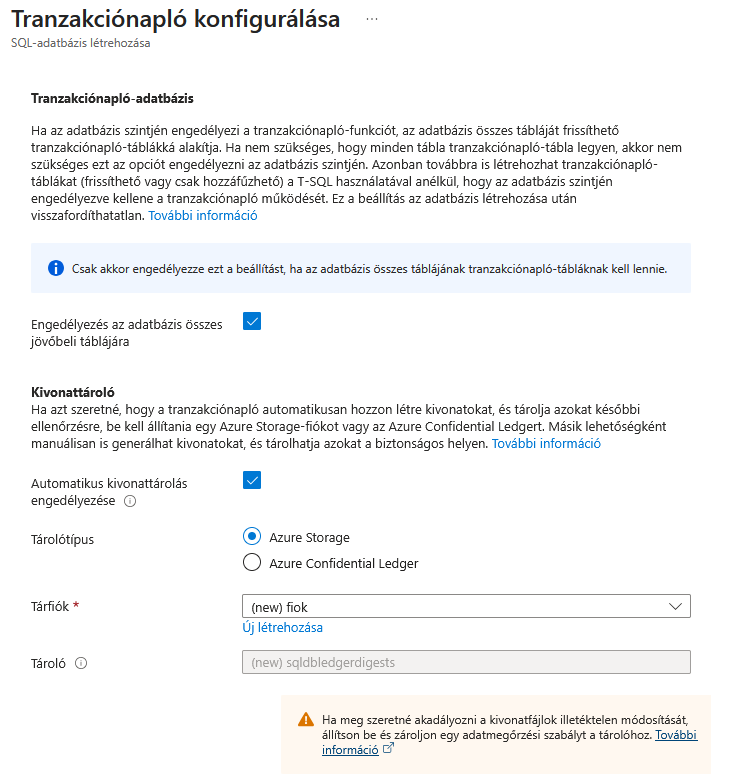 Tranzakciónapló konfigurálása ...
SQL-adatbázis létrehozása
Tranzakciónapló-adatbázis
Ha az adatbázis szintjén engedélyezi a tranzakciónapló-funkciót, az adatbázis összes tábláját frissíthető
tranzakciónapló-táblákká alakítja. Ha nem szükséges, hogy minden tábla tranzakciónapló-tábla legyen, akkor nem
szükséges ezt az opciót engedélyezni az adatbázis szintjén. Azonban továbbra is létrehozhat tranzakciónapló-
táblákat (frissíthető vagy csak hozzáfűzhető) a T-SQL használatával anélkül, hogy az adatbázis szintjén
engedélyezve kellene a tranzakciónapló működését. Ez a beállítás az adatbázis létrehozása után
visszafordíthatatlan. További információ
Csak akkor engedélyezze ezt a beállítást, ha az adatbázis összes táblájának tranzakciónapló-tábláknak kell lennie.
Engedélyezés az adatbázis összes
jövőbeli táblájára
Kivonattároló
Ha azt szeretné, hogy a tranzakciónapló automatikusan hozzon létre kivonatokat, és tárolja azokat későbbi
ellenőrzésre, be kell állítania egy Azure Storage-fiókot vagy az Azure Confidential Ledgert. Másik lehetőségként
manuálisan is generálhat kivonatokat, és tárolhatja azokat a biztonságos helyen. További információ
Automatikus kivonattárolás
engedélyezése
Tárolótípus
Azure Storage
Azure Confidential Ledger
Tárfiók *
(new) fiok
Új létrehozása
Tároló
(new) sqldbledgerdigests
Ha meg szeretné akadályozni a kivonatfájlok illetéktelen módosítását,
állítson be és zároljon egy adatmegőrzési szabályt a tárolóhoz. További
információ